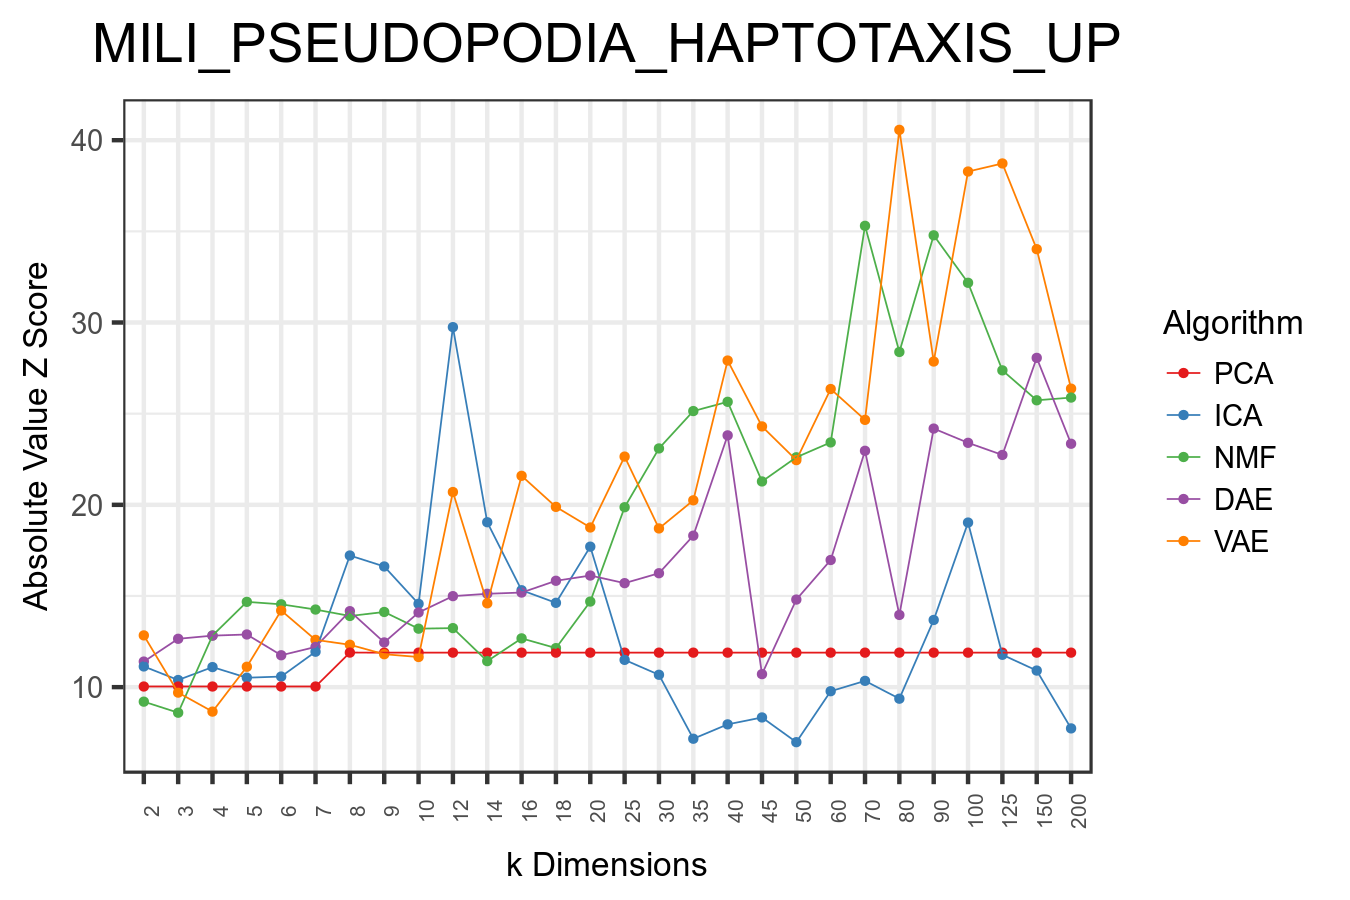 MILI_PSEUDOPODIA_HAPTOTAXIS_UP
Absolute Value Z Score
40
30
20
10
2 3 4 5 6 7 8 9 10 12 14 16 18 20 25 30 35 40 45 50 60 70 80 90 100 125 150 200
k Dimensions
Algorithm
PCA
ICA
NMF
DAE
VAE